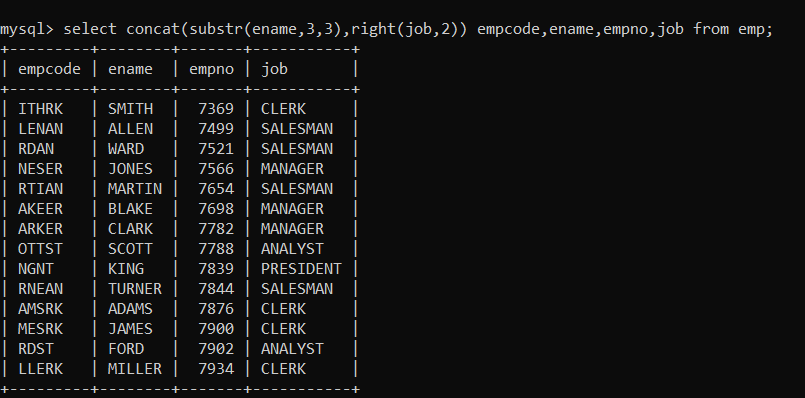 mysql> select concat(substr(ename,3,3),right(job,2)) empcode,ename,empno,job from emp;
+---------+--------+-------+-----------+
| empcode | ename  | empno | job       |
+---------+--------+-------+-----------+
| ITHRK   | SMITH  |  7369 | CLERK     |
| LENAN   | ALLEN  |  7499 | SALESMAN  |
| RDAN    | WARD   |  7521 | SALESMAN  |
| NESER   | JONES  |  7566 | MANAGER   |
| RTIAN   | MARTIN |  7654 | SALESMAN  |
| AKEER   | BLAKE  |  7698 | MANAGER   |
| ARKER   | CLARK  |  7782 | MANAGER   |
| OTTST   | SCOTT  |  7788 | ANALYST   |
| NGNT    | KING   |  7839 | PRESIDENT |
| RNEAN   | TURNER |  7844 | SALESMAN  |
| AMSRK   | ADAMS  |  7876 | CLERK     |
| MESRK   | JAMES  |  7900 | CLERK     |
| RDST    | FORD   |  7902 | ANALYST   |
| LLERK   | MILLER |  7934 | CLERK     |
+---------+--------+-------+-----------+